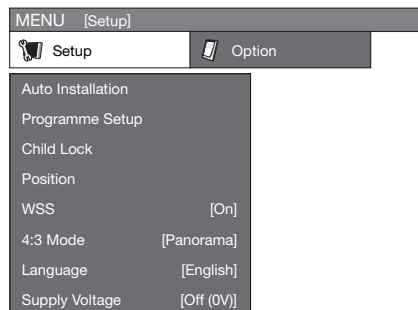 MENU [Setup]
Setup Option
Auto Installation
Programme Setup
Child Lock
Position
WSS [On]
4:3 Mode [Panorama]
Language [English]
Supply Voltage [Off (0V)]